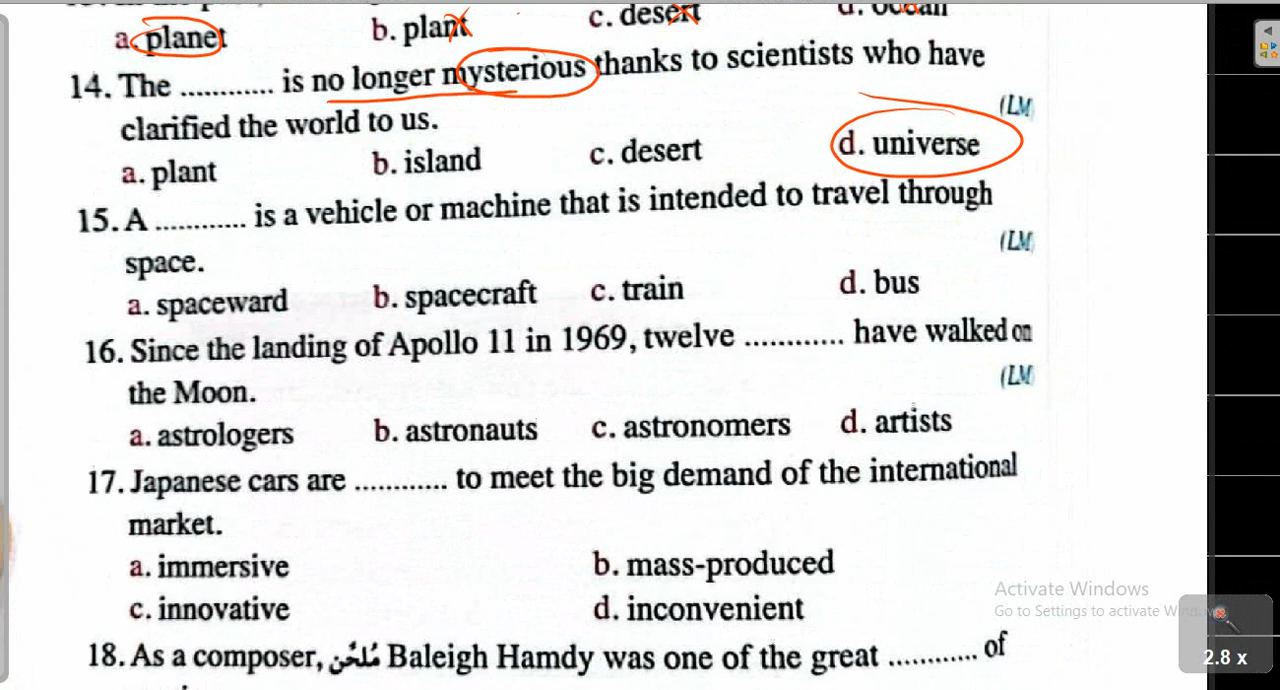 a. planet b. plant c. desert d. ocean
14. The ............ is no longer mysterious thanks to scientists who have
(LM
clarified the world to us.
a. plant b. island c. desert d. universe
15. A ............ is a vehicle or machine that is intended to travel through
(LM
space.
a. spaceward b. spacecraft c. train d. bus
16. Since the landing of Apollo 11 in 1969, twelve ............ have walked on
(LM
the Moon.
a. astrologers b. astronauts c. astronomers d. artists
17. Japanese cars are ............ to meet the big demand of the international
market.
a. immersive b. mass-produced
c. innovative d. inconvenient
Activate Windows
Go to Settings to activate
18. As a composer, مُلحّن Baleigh Hamdy was one of the great ............ of
2.8 x